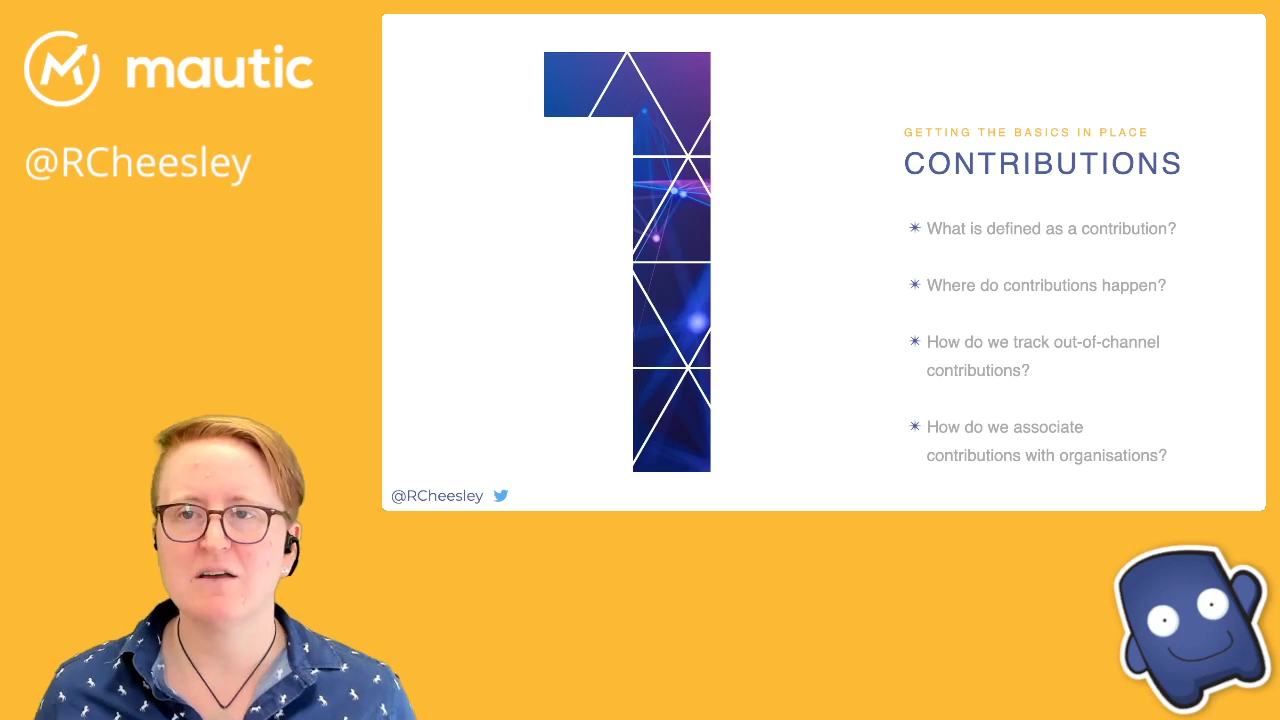 mautic
@RCheesley
1
GETTING THE BASICS IN PLACE
CONTRIBUTIONS
What is defined as a contribution?
Where do contributions happen?
How do we track out-of-channel
contributions?
How do we associate
contributions with organisations?
@RCheesley